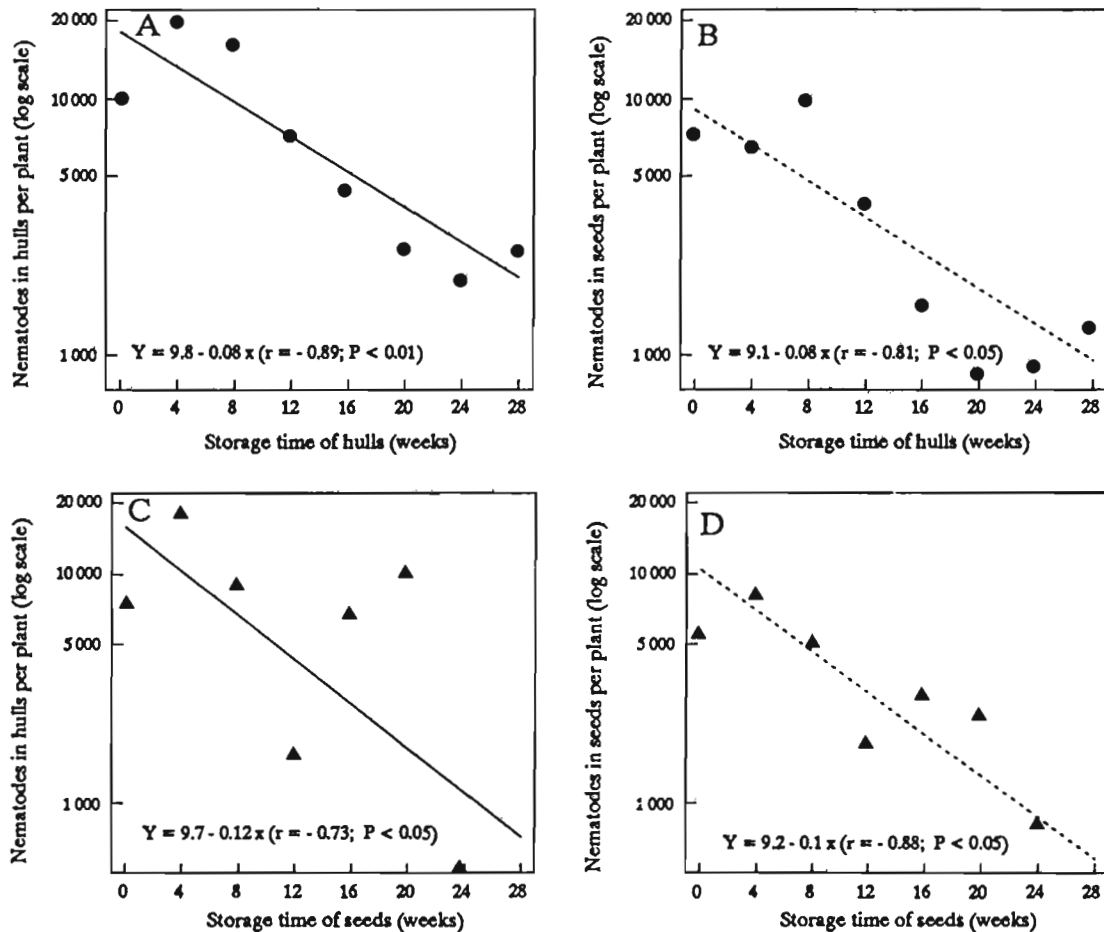 A
Nematodes in hulls per plant (log scale)
20 000
10 000
5 000
1 000
Y = 9.8 - 0.08 x (r = - 0.89; P < 0.01)
0 4 8 12 16 20 24 28
Storage time of hulls (weeks)
B
Nematodes in seeds per plant (log scale)
20 000
10 000
5 000
1 000
Y = 9.1 - 0.08 x (r = - 0.81; P < 0.05)
0 4 8 12 16 20 24 28
Storage time of hulls (weeks)
C
Nematodes in hulls per plant (log scale)
20 000
10 000
5 000
1 000
Y = 9.7 - 0.12 x (r = - 0.73; P < 0.05)
0 4 8 12 16 20 24 28
Storage time of seeds (weeks)
D
Nematodes in seeds per plant (log scale)
20 000
10 000
5 000
1 000
Y = 9.2 - 0.1 x (r = - 0.88; P < 0.05)
0 4 8 12 16 20 24 28
Storage time of seeds (weeks)